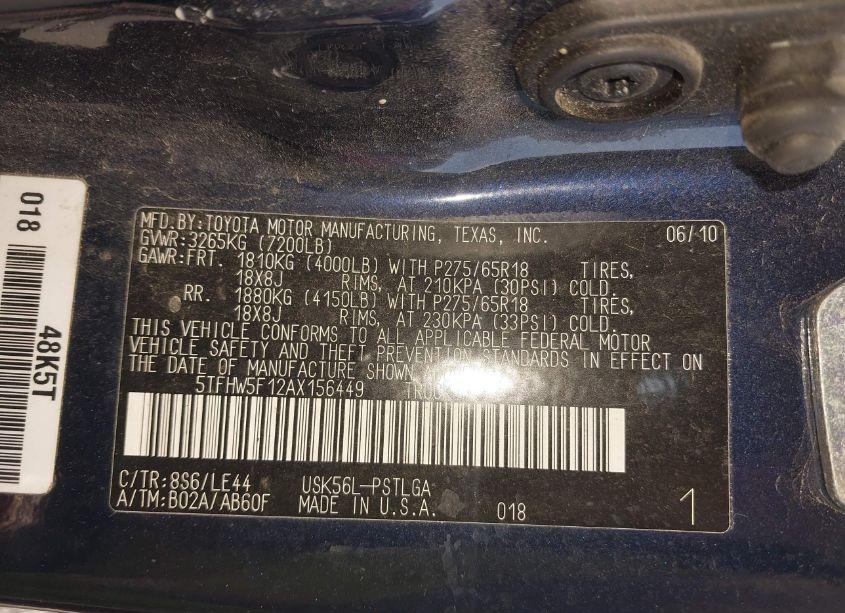 018
48K5T
MFD.BY:TOYOTA MOTOR MANUFACTURING, TEXAS, INC. 06/10
GVWR:3265KG (7200LB)
GAWR:FRT. 1810KG (4000LB) WITH P275/65R18 TIRES,
18X8J RIMS, AT 210KPA (30PSI) COLD.
RR. 1880KG (4150LB) WITH P275/65R18 TIRES,
18X8J RIMS, AT 230KPA (33PSI) COLD.
THIS VEHICLE CONFORMS TO ALL APPLICABLE FEDERAL MOTOR
VEHICLE SAFETY AND THEFT PREVENTION STANDARDS IN EFFECT ON
THE DATE OF MANUFACTURE SHOWN
5TFHW5F12AX156449
C/TR:8S6/LE44 USK56L-PSTLGA
A/TM:B02A/AB60F MADE IN U.S.A. 018 1